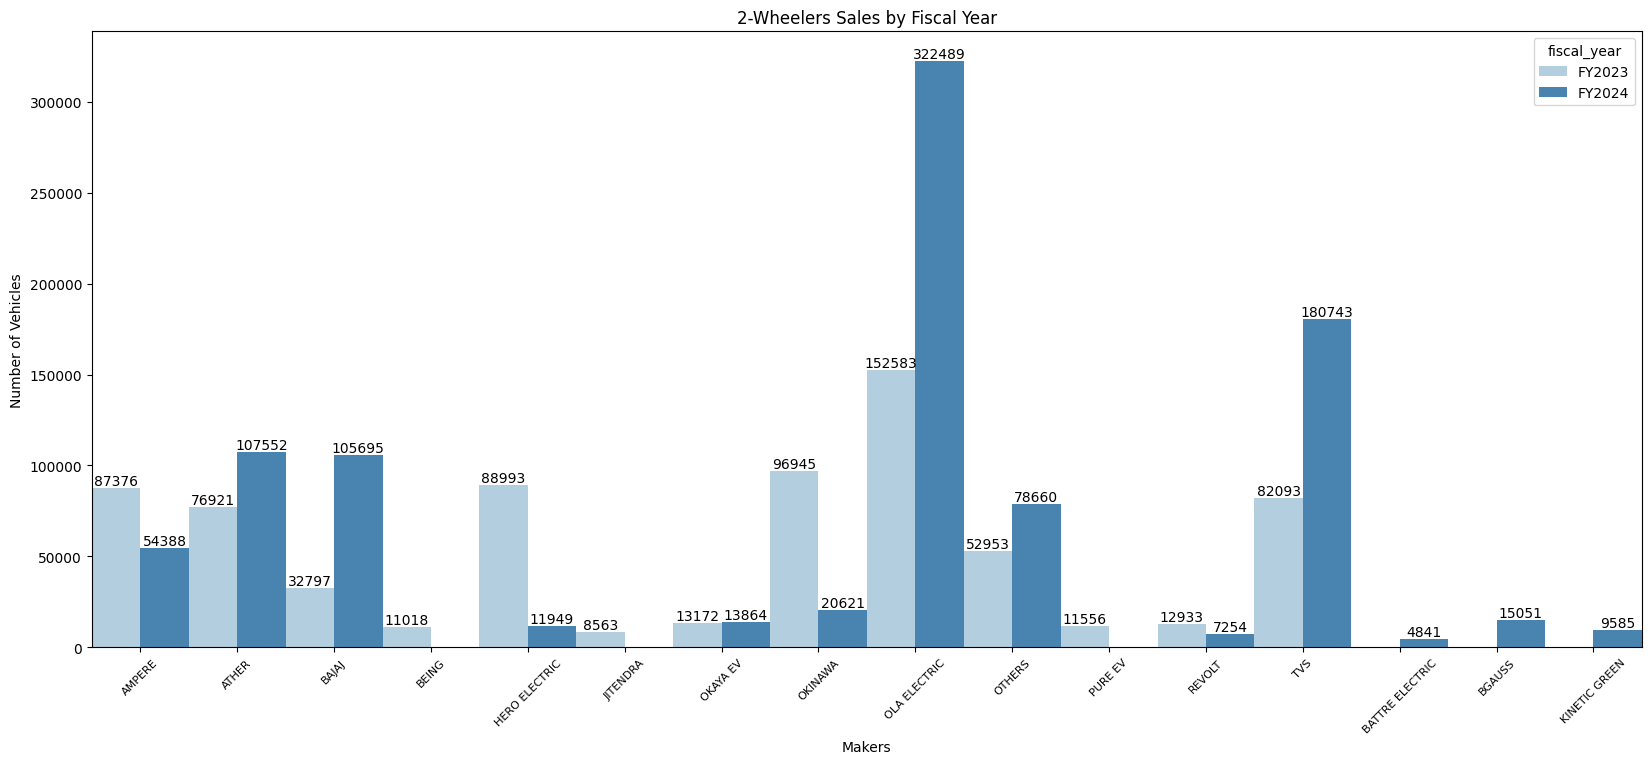 2-Wheelers Sales by Fiscal Year
fiscal_year
FY2023
FY2024
Number of Vehicles
300000
250000
200000
150000
100000
50000
0
87376
54388
76921
107552
32797
105695
11018
88993
11949
8563
13172
13864
96945
20621
152583
322489
52953
78660
11556
12933
7254
82093
180743
4841
15051
9585
AMPERE
ATHER
BAJAJ
BEING
HERO ELECTRIC
JITENDRA
OKAYA EV
OKINAWA
OLA ELECTRIC
OTHERS
PURE EV
REVOLT
TVS
BATTRE ELECTRIC
BGAUSS
KINETIC GREEN
Makers